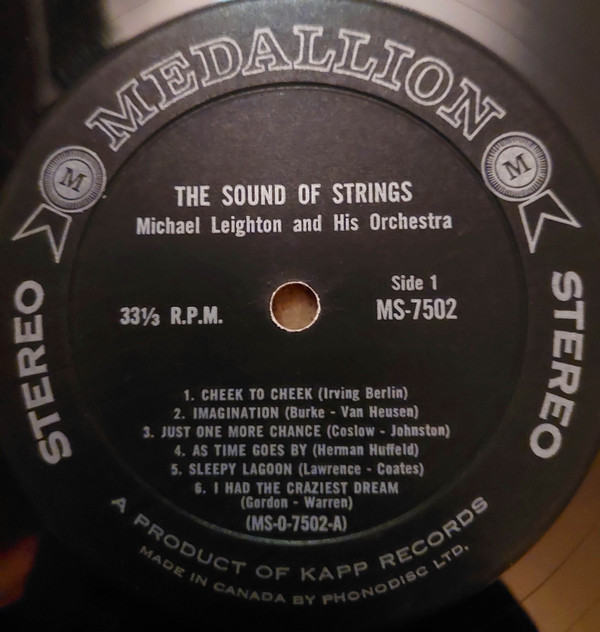 MEDALLION
M
M
THE SOUND OF STRINGS
Michael Leighton and His Orchestra
Side 1
33⅓ R.P.M.
MS-7502
STEREO
STEREO
1. CHEEK TO CHEEK (Irving Berlin)
2. IMAGINATION (Burke - Van Heusen)
3. JUST ONE MORE CHANCE (Coslow - Johnston)
4. AS TIME GOES BY (Herman Huffeld)
5. SLEEPY LAGOON (Lawrence - Coates)
6. I HAD THE CRAZIEST DREAM
(Gordon - Warren)
(MS-O-7502-A)
A PRODUCT OF KAPP RECORDS
MADE IN CANADA BY PHONODISC LTD.